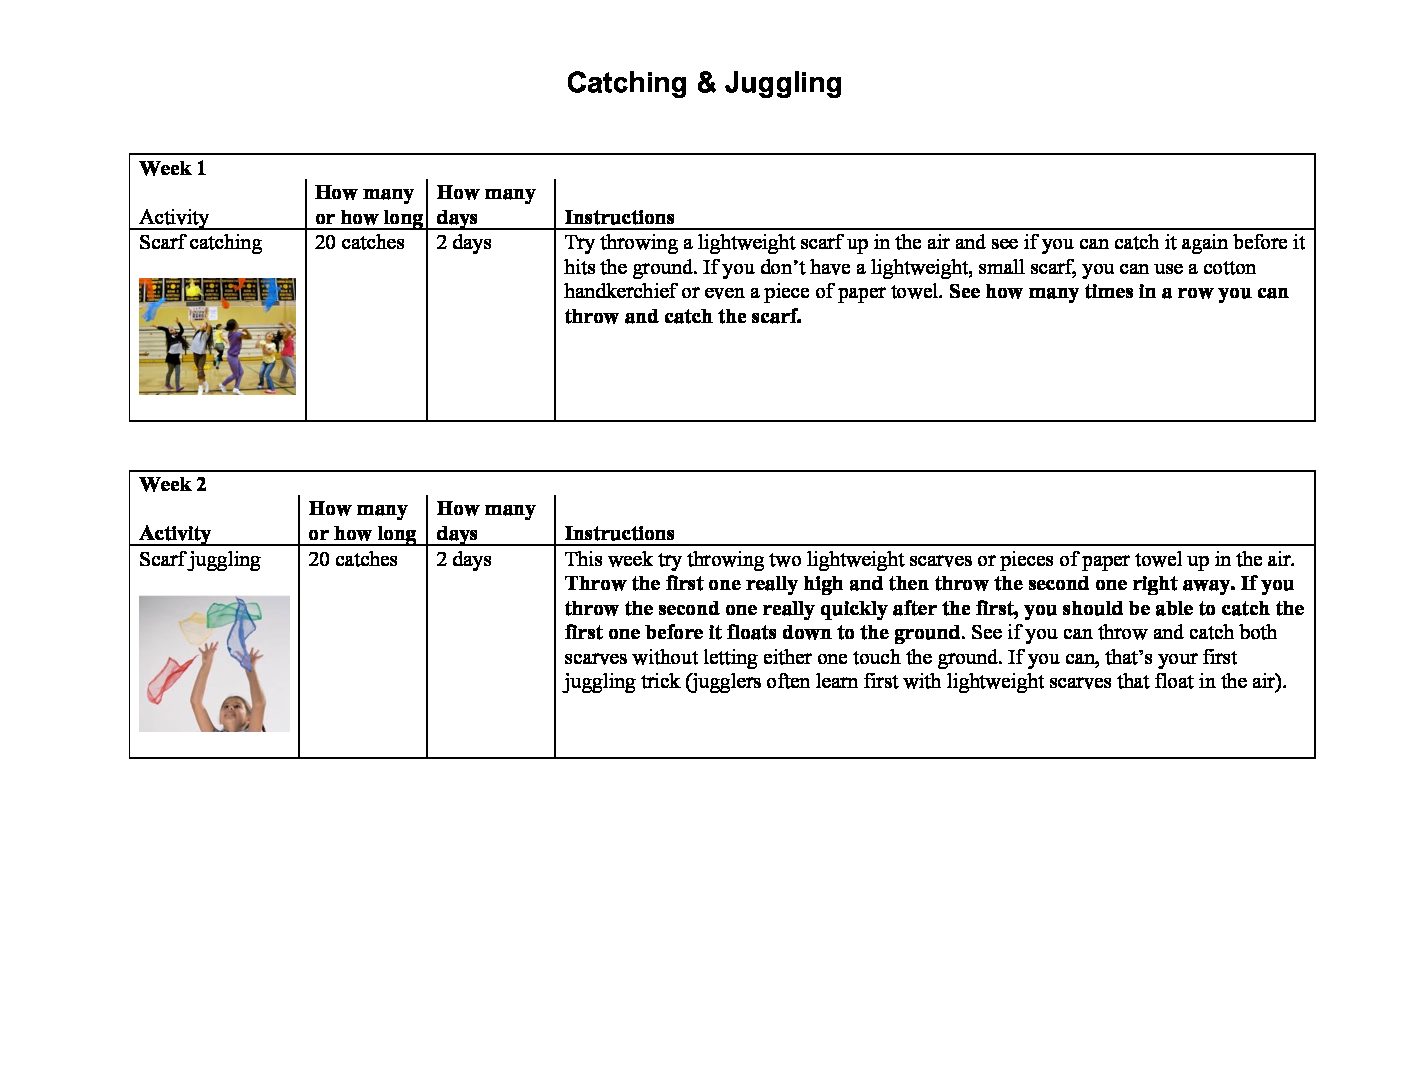 Catching & Juggling
Week 1
Activity
How many
or how long
How many
days
Instructions
Scarf catching
20 catches
2 days
Try throwing a lightweight scarf up in the air and see if you can catch it again before it
hits the ground. If you don’t have a lightweight, small scarf, you can use a cotton
handkerchief or even a piece of paper towel. See how many times in a row you can
throw and catch the scarf.
Week 2
Activity
How many
or how long
How many
days
Instructions
Scarf juggling
20 catches
2 days
This week try throwing two lightweight scarves or pieces of paper towel up in the air.
Throw the first one really high and then throw the second one right away. If you
throw the second one really quickly after the first, you should be able to catch the
first one before it floats down to the ground. See if you can throw and catch both
scarves without letting either one touch the ground. If you can, that’s your first
juggling trick (jugglers often learn first with lightweight scarves that float in the air).